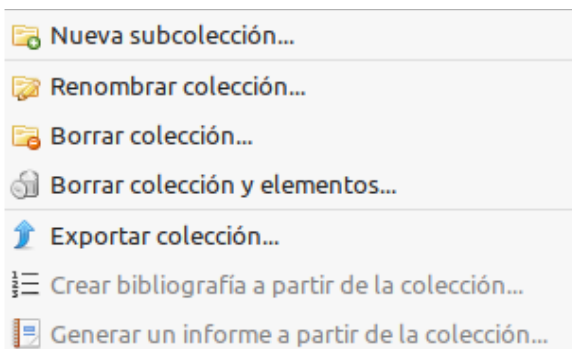 Nueva subcolección...
Renombrar colección...
Borrar colección...
Borrar colección y elementos...
Exportar colección...
Crear bibliografía a partir de la colección...
Generar un informe a partir de la colección...